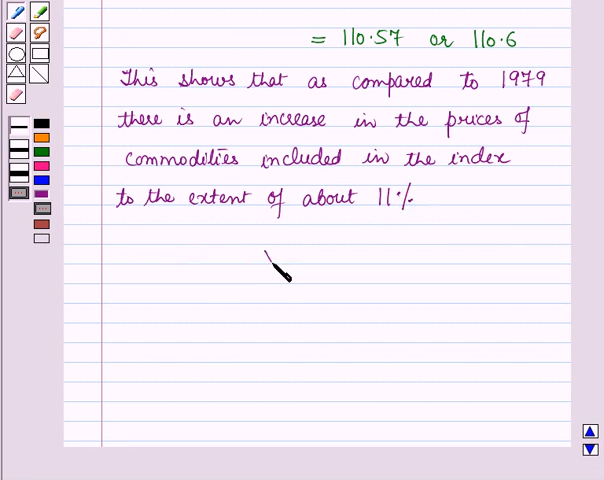 = 110.57 or 110.6
This shows that as compared to 1979
there is an increase in the prices of
commodities included in the index
to the extent of about 11%.